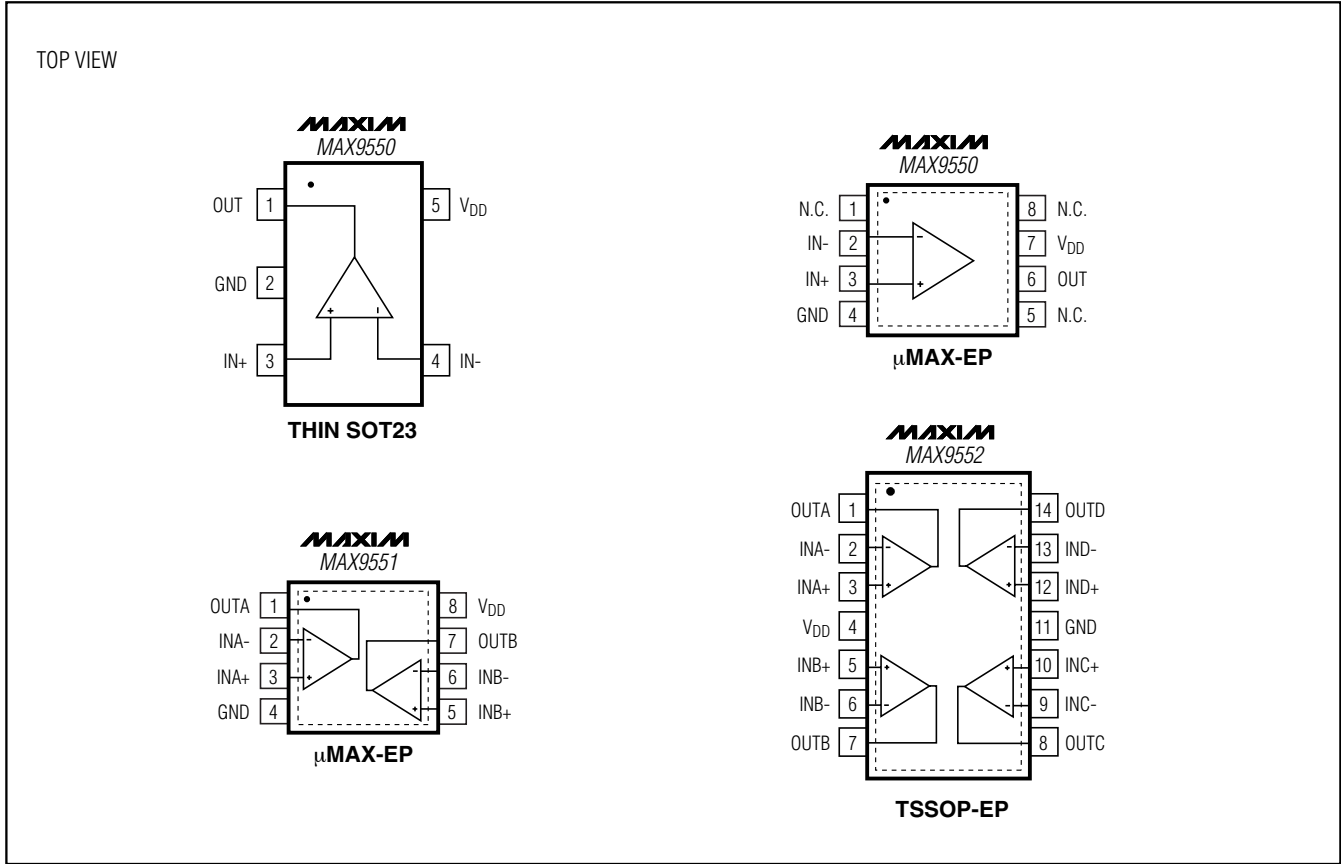 TOP VIEW
MAXIM
MAX9550
OUT 1
5 VDD
GND 2
IN+ 3
+ -
4 IN-
THIN SOT23
MAXIM
MAX9550
N.C. 1
8 N.C.
IN- 2
-
7 VDD
IN+ 3
+
6 OUT
GND 4
5 N.C.
µMAX-EP
MAXIM
MAX9551
OUTA 1
8 VDD
INA- 2
-
7 OUTB
INA+ 3
+
-
6 INB-
GND 4
+
5 INB+
µMAX-EP
MAXIM
MAX9552
OUTA 1
14 OUTD
INA- 2
-
-
13 IND-
INA+ 3
+
+
12 IND+
VDD 4
11 GND
INB+ 5
+
+
10 INC+
INB- 6
-
-
9 INC-
OUTB 7
8 OUTC
TSSOP-EP